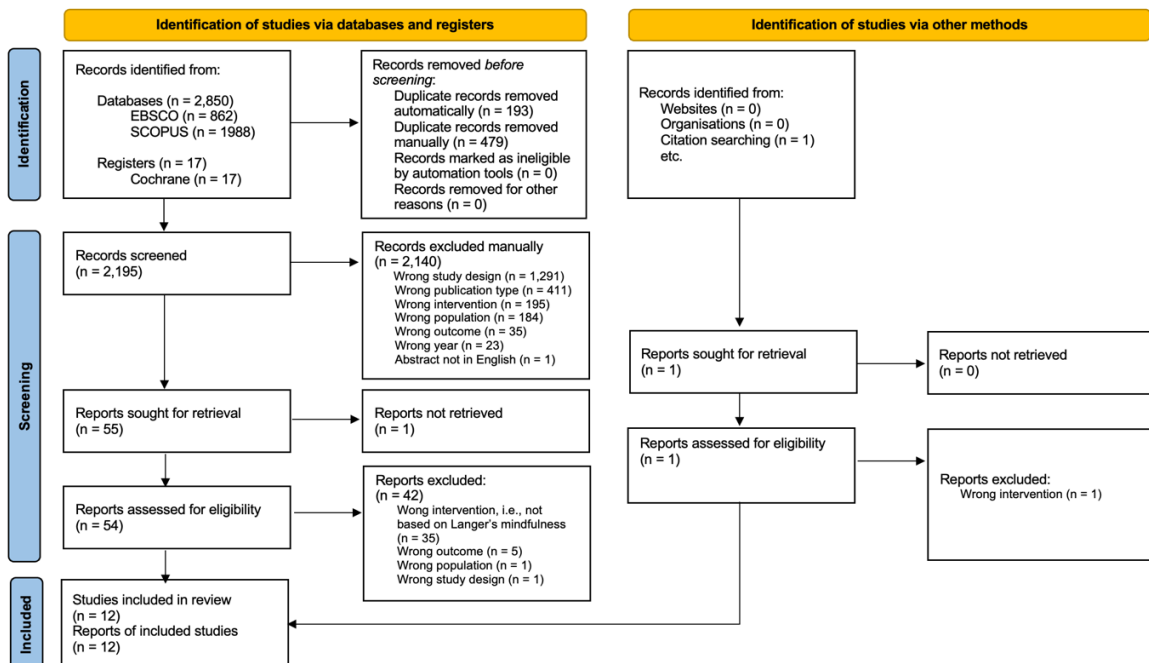 Identification of studies via databases and registers
Identification of studies via other methods
Identification
Records identified from:
Databases (n = 2,850)
EBSCO (n = 862)
SCOPUS (n = 1988)
Registers (n = 17)
Cochrane (n = 17)
Records removed before
screening:
Duplicate records removed
automatically (n = 193)
Duplicate records removed
manually (n = 479)
Records marked as ineligible
by automation tools (n = 0)
Records removed for other
reasons (n = 0)
Records identified from:
Websites (n = 0)
Organisations (n = 0)
Citation searching (n = 1)
etc.
Screening
Records screened
(n = 2,195)
Records excluded manually
(n = 2,140)
Wrong study design (n = 1,291)
Wrong publication type (n = 411)
Wrong intervention (n = 195)
Wrong population (n = 184)
Wrong outcome (n = 35)
Wrong year (n = 23)
Abstract not in English (n = 1)
Reports sought for retrieval
(n = 1)
Reports not retrieved
(n = 0)
Reports sought for retrieval
(n = 55)
Reports not retrieved
(n = 1)
Reports assessed for eligibility
(n = 1)
Reports excluded:
Wrong intervention (n = 1)
Reports assessed for eligibility
(n = 54)
Reports excluded:
(n = 42)
Wong intervention, i.e., not
based on Langer's mindfulness
(n = 35)
Wrong outcome (n = 5)
Wrong population (n = 1)
Wrong study design (n = 1)
Included
Studies included in review
(n = 12)
Reports of included studies
(n = 12)